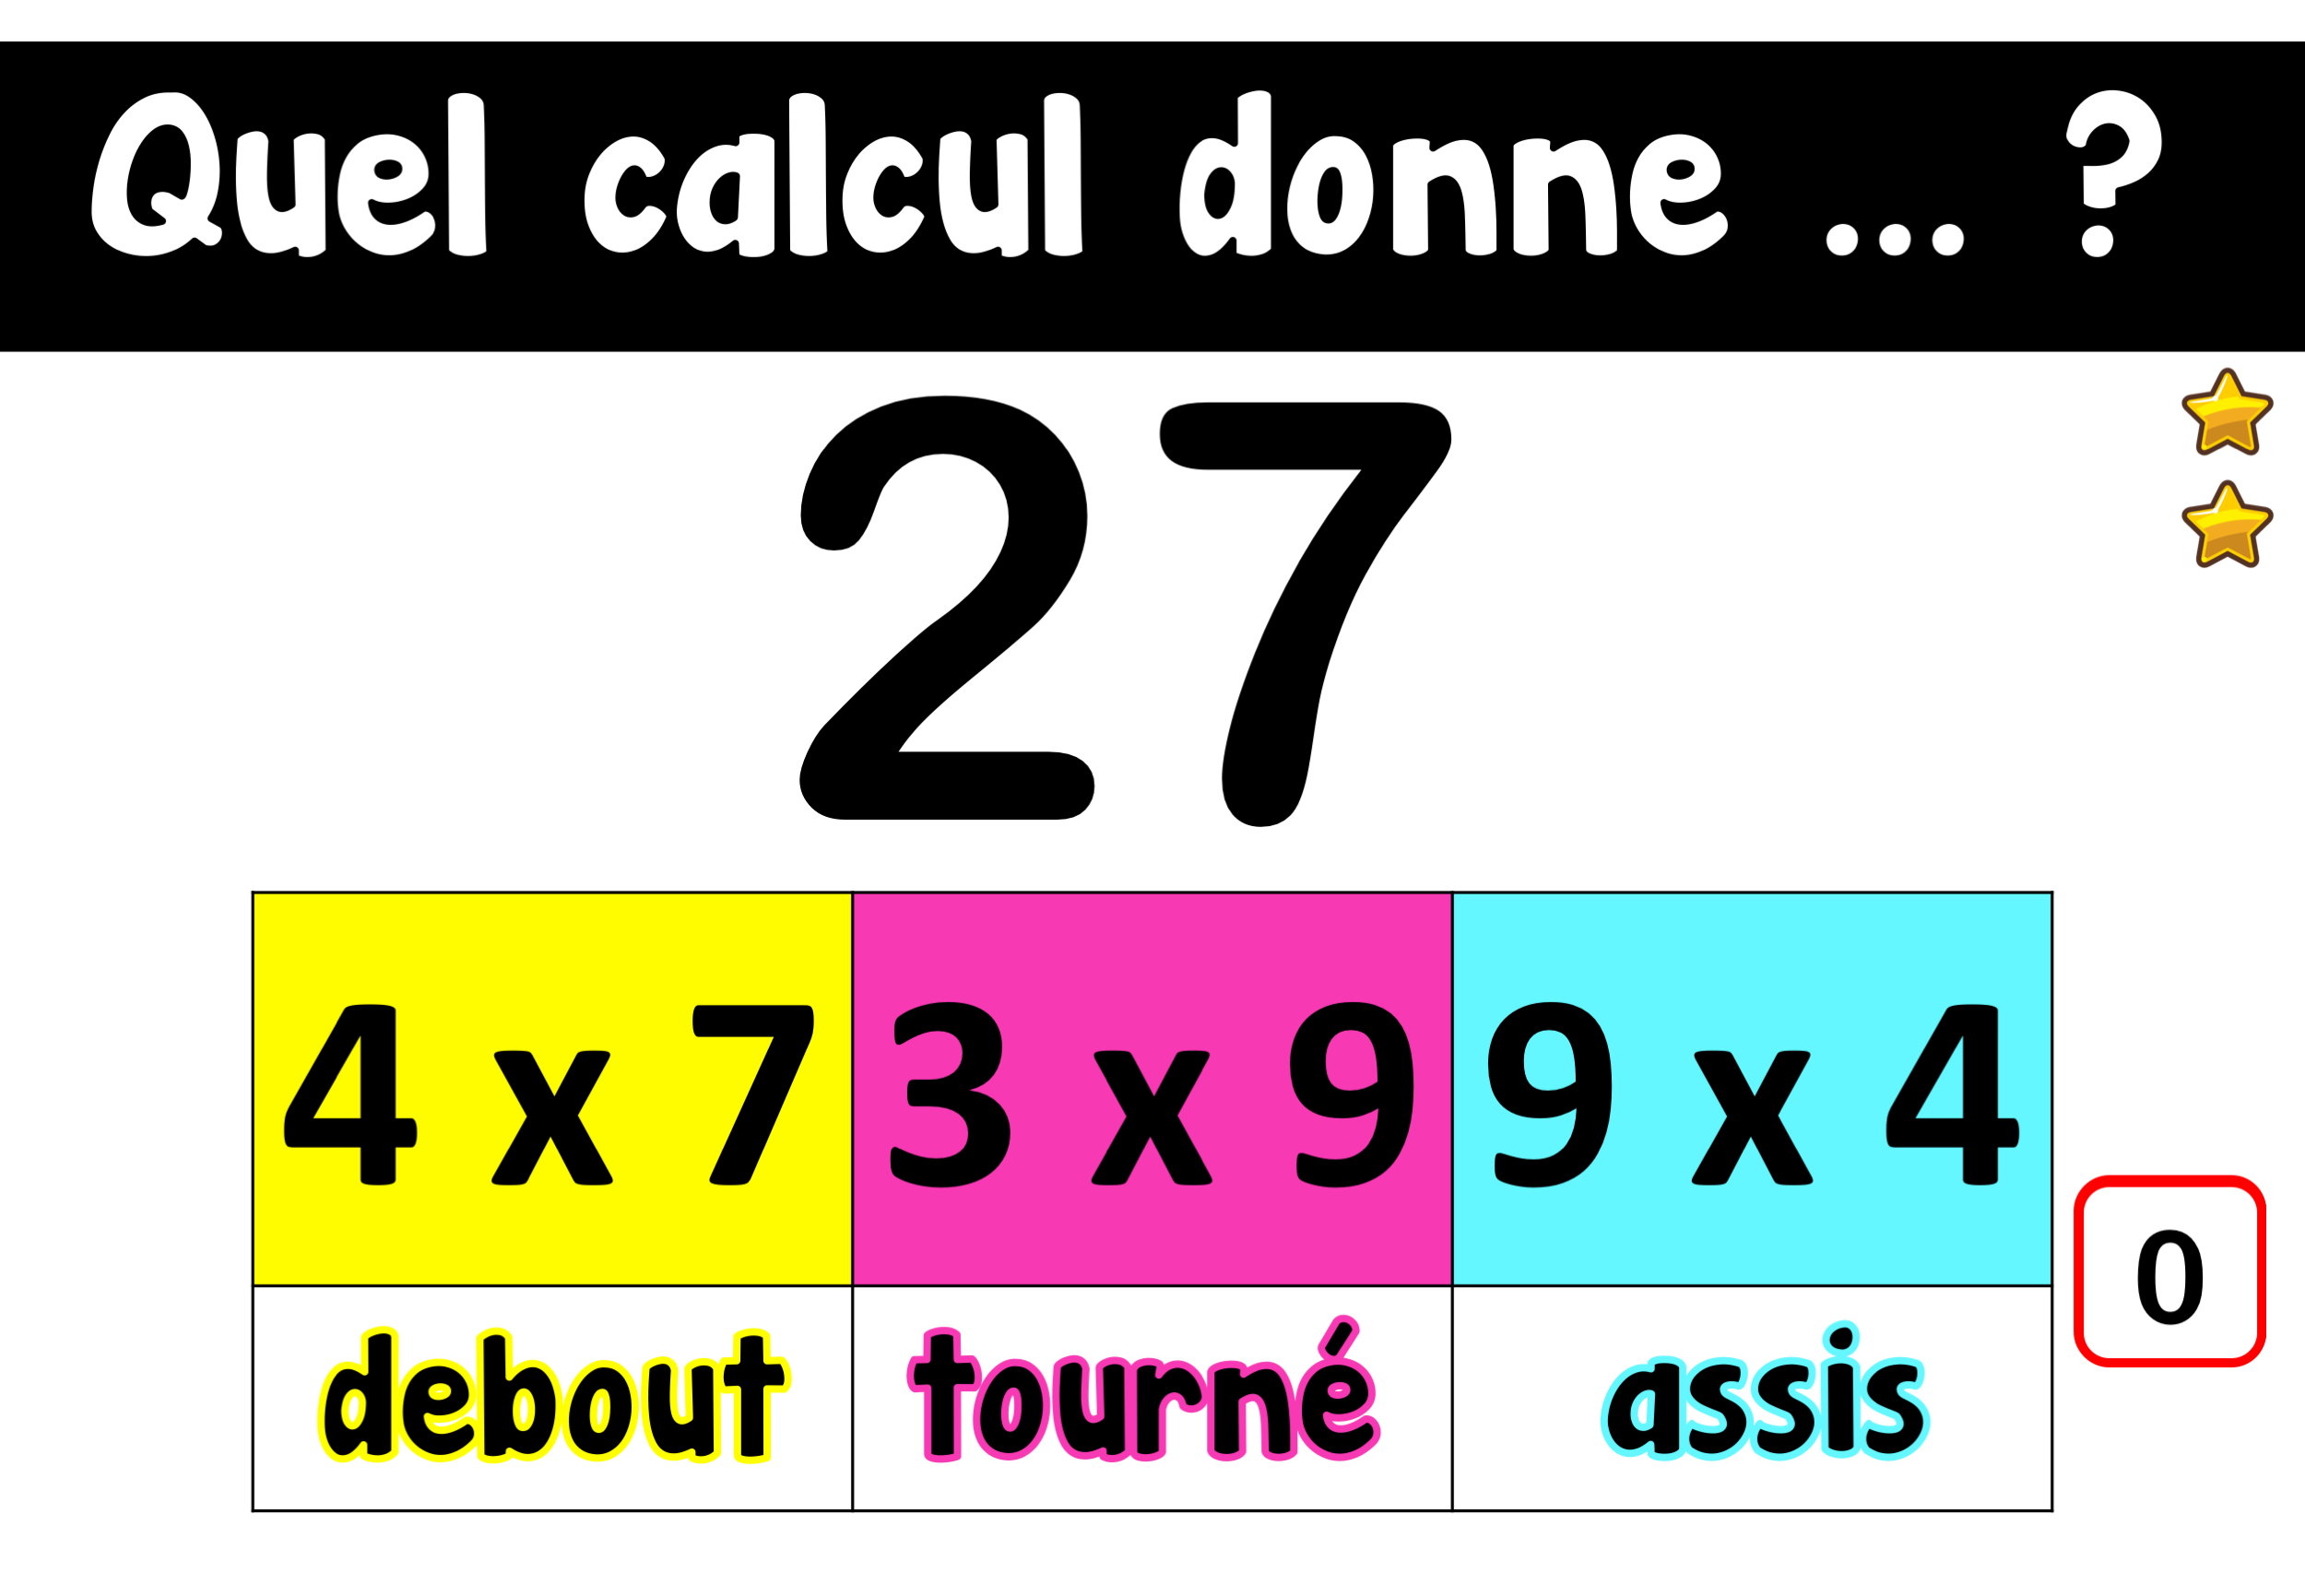 Quel calcul donne ... ?
27
4 x 7 3 x 9 9 x 4
0
debout tourné assis